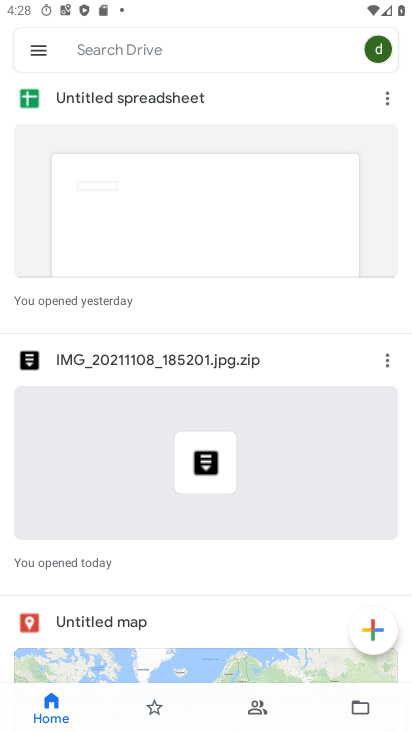 4:28
Search Drive
d
Untitled spreadsheet
You opened yesterday
IMG_20211108_185201.jpg.zip
You opened today
Untitled map
Home